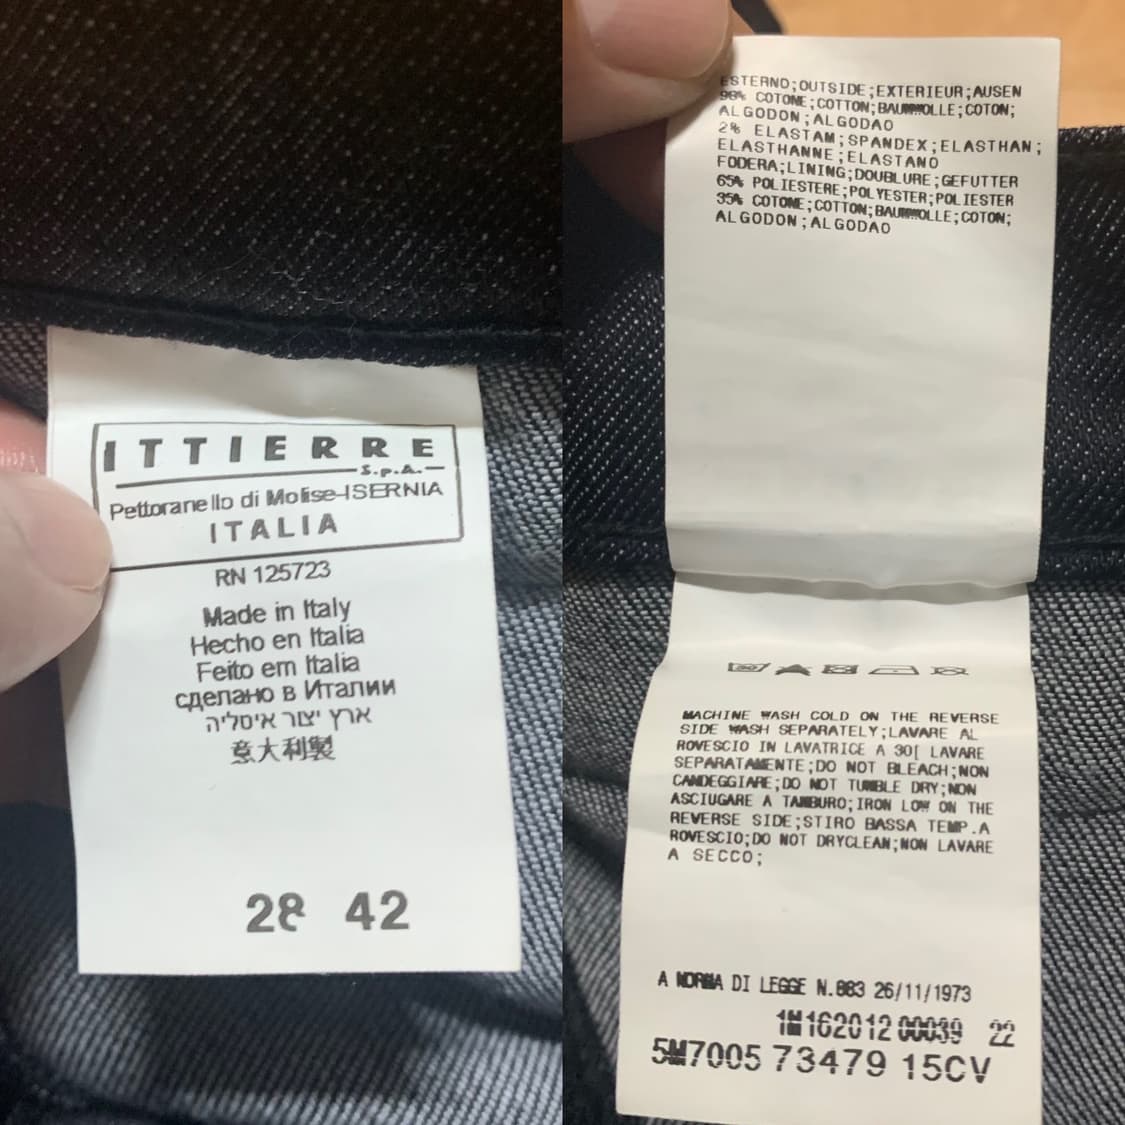 ITTIERRE
S.p.A.
Pettoranello di Molise-ISERNIA
ITALIA
RN 125723
Made in Italy
Hecho en Italia
Feito em Italia
сделано в Италии
ארץ יצור איטליה
意大利製
28 42
ESTERNO;OUTSIDE;EXTERIEUR;AUSEN
98% COTONE;COTTON;BAUMWOLLE;COTON;
ALGODON;ALGODAO
2% ELASTAM;SPANDEX;ELASTHAN;
ELASTHANNE;ELASTANO
FODERA;LINING;DOUBLURE;GEFUTTER
65% POLIESTERE;POLYESTER;POLIESTER
35% COTONE;COTTON;BAUMWOLLE;COTON;
ALGODON;ALGODAO
MACHINE WASH COLD ON THE REVERSE
SIDE WASH SEPARATELY;LAVARE AL
ROVESCIO IN LAVATRICE A 30[ LAVARE
SEPARATAMENTE;DO NOT BLEACH;NON
CANDEGGIARE;DO NOT TUMBLE DRY;NON
ASCIUGARE A TAMBURO;IRON LOW ON THE
REVERSE SIDE;STIRO BASSA TEMP.A
ROVESCIO;DO NOT DRYCLEAN;NON LAVARE
A SECCO;
A NORMA DI LEGGE N.883 26/11/1973
1M162012 00039 22
5M7005 73479 15CV